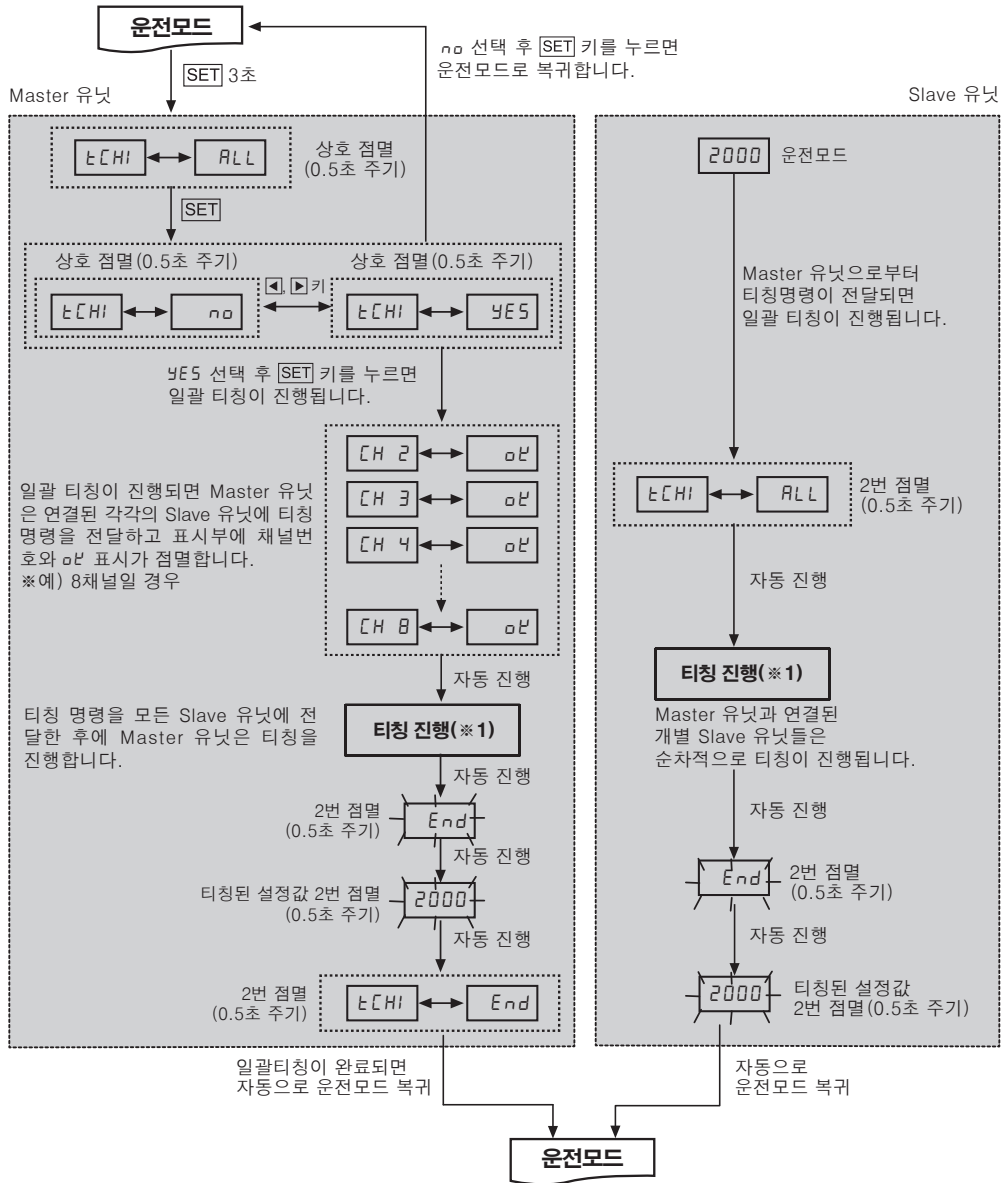 운전모드
no 선택 후 SET 키를 누르면
운전모드로 복귀합니다.
SET 3초
Master 유닛
tCHI
ALL
상호 점멸
(0.5초 주기)
SET
상호 점멸(0.5초 주기)
상호 점멸(0.5초 주기)
tCHI
no
◀, ▶ 키
tCHI
YES
YES 선택 후 SET 키를 누르면
일괄 티칭이 진행됩니다.
CH 2
oK
CH 3
oK
CH 4
oK
CH 8
oK
일괄 티칭이 진행되면 Master 유닛
은 연결된 각각의 Slave 유닛에 티칭
명령을 전달하고 표시부에 채널번
호와 oK 표시가 점멸합니다.
※예) 8채널일 경우
자동 진행
티칭 진행(※1)
티칭 명령을 모든 Slave 유닛에 전
달한 후에 Master 유닛은 티칭을
진행합니다.
자동 진행
2번 점멸
(0.5초 주기)
End
자동 진행
티칭된 설정값 2번 점멸
(0.5초 주기)
2000
자동 진행
2번 점멸
(0.5초 주기)
tCHI
End
일괄티칭이 완료되면
자동으로 운전모드 복귀
Slave 유닛
2000
운전모드
Master 유닛으로부터
티칭명령이 전달되면
일괄 티칭이 진행됩니다.
tCHI
ALL
2번 점멸
(0.5초 주기)
자동 진행
티칭 진행(※1)
Master 유닛과 연결된
개별 Slave 유닛들은
순차적으로 티칭이 진행됩니다.
자동 진행
End
2번 점멸
(0.5초 주기)
자동 진행
2000
티칭된 설정값
2번 점멸(0.5초 주기)
자동으로
운전모드 복귀
운전모드